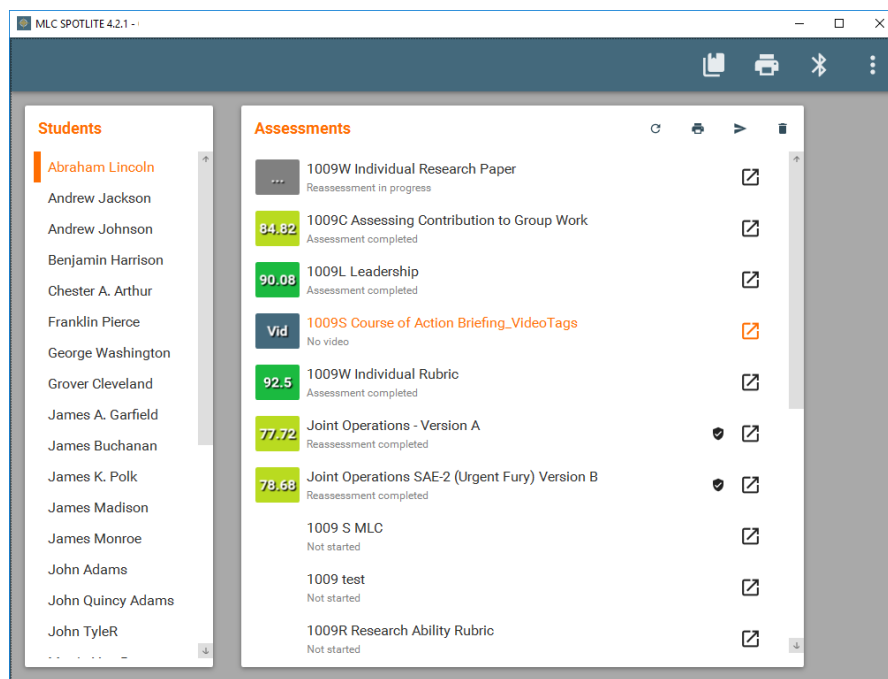 MLC SPOTLITE 4.2.1 -
Students
Abraham Lincoln
Andrew Jackson
Andrew Johnson
Benjamin Harrison
Chester A. Arthur
Franklin Pierce
George Washington
Grover Cleveland
James A. Garfield
James Buchanan
James K. Polk
James Madison
James Monroe
John Adams
John Quincy Adams
John TyleR
Assessments
... 1009W Individual Research Paper
Reassessment in progress
84.82 1009C Assessing Contribution to Group Work
Assessment completed
90.08 1009L Leadership
Assessment completed
Vid 1009S Course of Action Briefing_VideoTags
No video
92.5 1009W Individual Rubric
Assessment completed
77.72 Joint Operations - Version A
Reassessment completed
78.68 Joint Operations SAE-2 (Urgent Fury) Version B
Reassessment completed
1009 S MLC
Not started
1009 test
Not started
1009R Research Ability Rubric
Not started